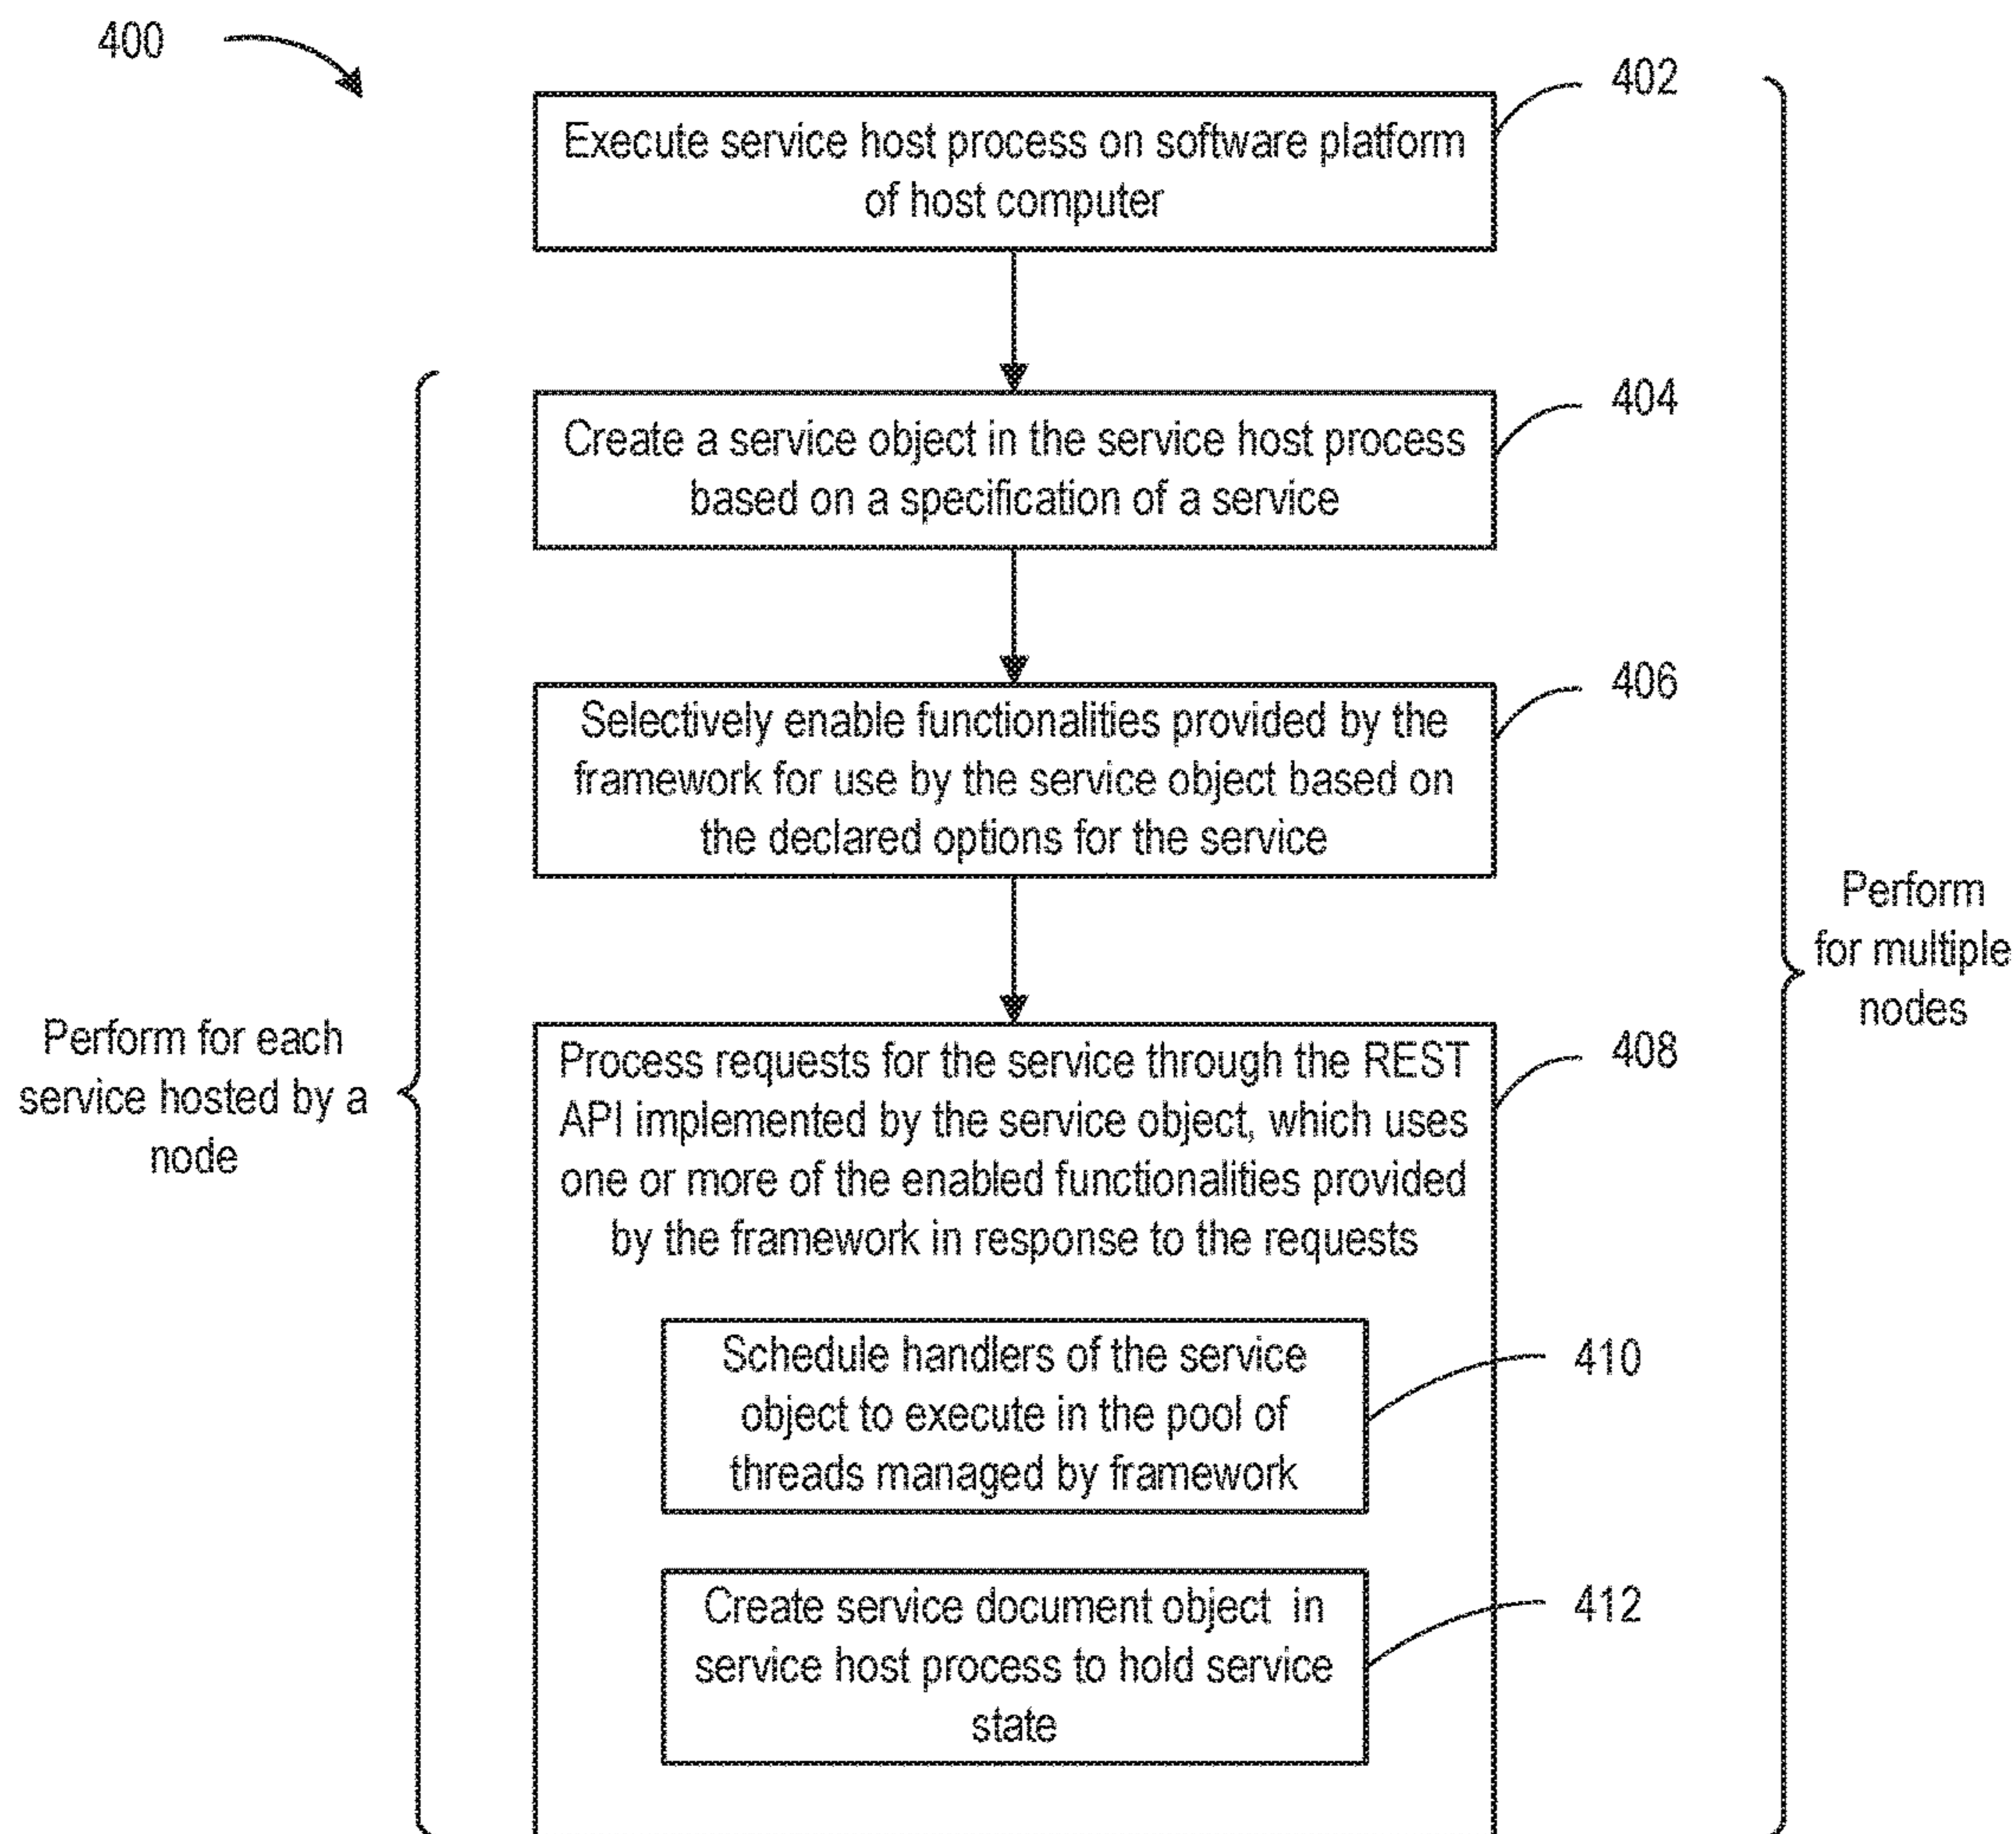 400
402
Execute service host process on software platform
of host computer
404
Create a service object in the service host process
based on a specification of a service
406
Selectively enable functionalities provided by the
framework for use by the service object based on
the declared options for the service
Perform
for multiple
nodes
Perform for each
service hosted by a
node
408
Process requests for the service through the REST
API implemented by the service object, which uses
one or more of the enabled functionalities provided
by the framework in response to the requests
410
Schedule handlers of the service
object to execute in the pool of
threads managed by framework
412
Create service document object in
service host process to hold service
state